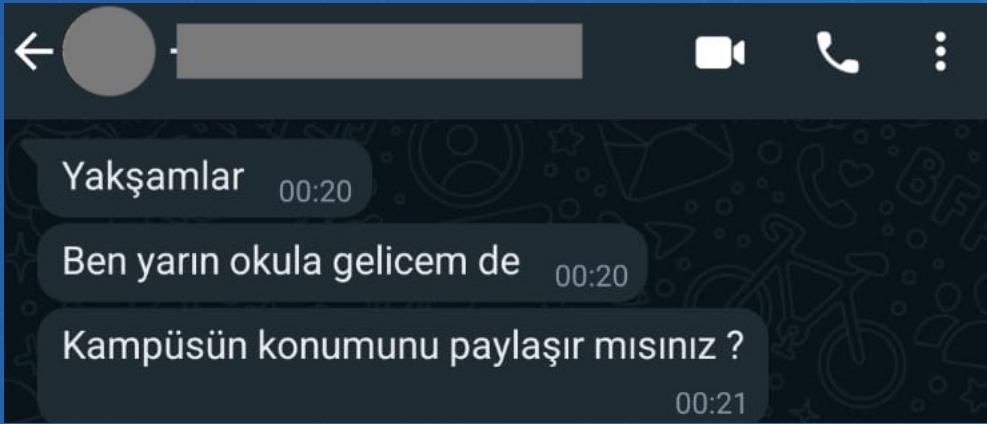 Yakşamlar 00:20
Ben yarın okula gelicem de 00:20
Kampüsün konumunu paylaşır mısınız ?
00:21